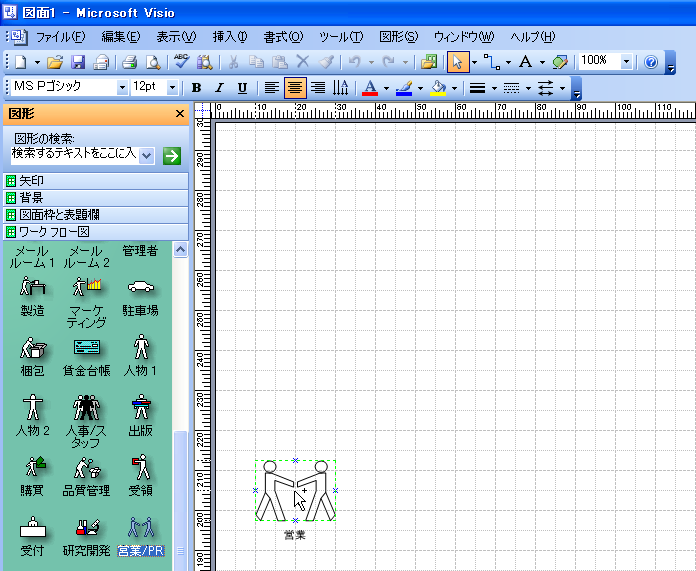 図面1 - Microsoft Visio
ファイル(F) 編集(E) 表示(V) 挿入(I) 書式(O) ツール(T) 図形(S) ウィンドウ(W) ヘルプ(H)
ABC A 100% ?
MS Pゴシック 12pt B I U A
図形
図形の検索:
検索するテキストをここに入
矢印
背景
図面枠と表題欄
ワーク フロー図
メール メール 管理者
ルーム 1 ルーム 2
製造 マーケ 駐車場
ティング
梱包 賃金台帳 人物 1
人物 2 人事/ス 出版
タッフ
購買 品質管理 受領
受付 研究開発 営業/PR
0 10 20 30 40 50 60 70 80 90 100 110
290
280
270
260
250
240
230
220
210
200
190
営業